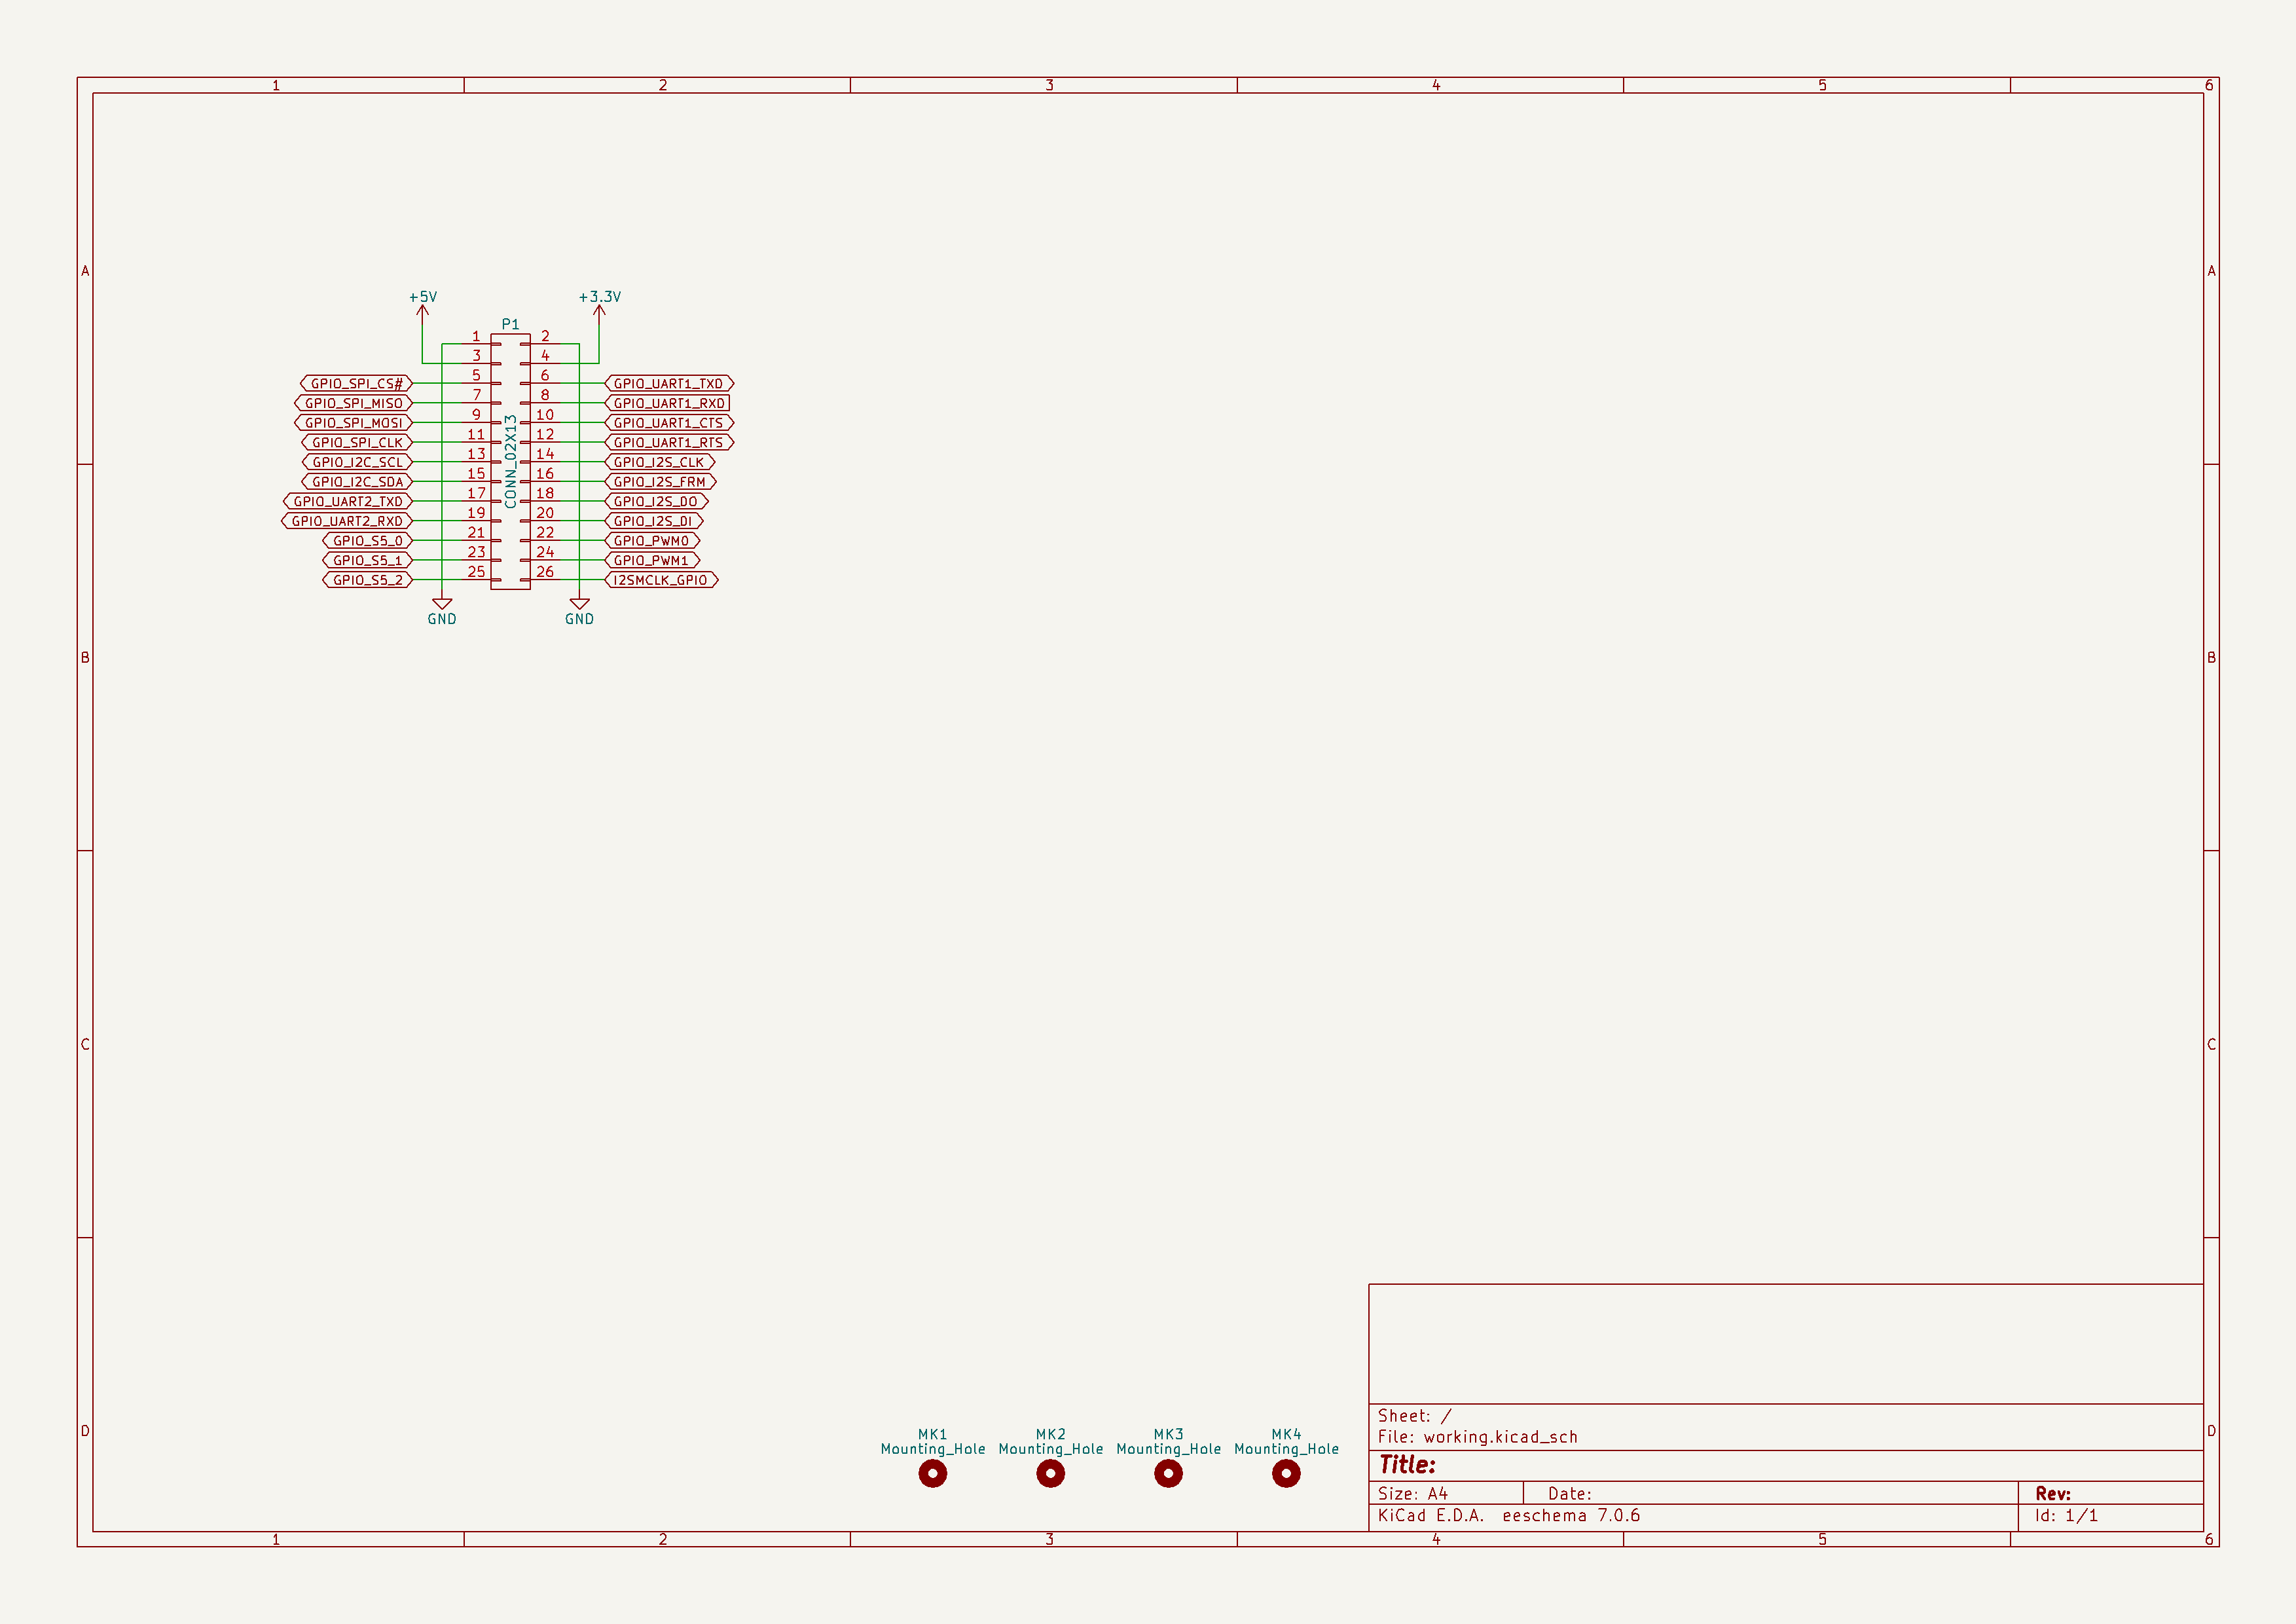 1 2 3 4 5 6
A A
+5V +3.3V
P1
1 2
3 4
GPIO_SPI_CS# 5 6 GPIO_UART1_TXD
GPIO_SPI_MISO 7 8 GPIO_UART1_RXD
GPIO_SPI_MOSI 9 10 GPIO_UART1_CTS
GPIO_SPI_CLK 11 12 GPIO_UART1_RTS
GPIO_I2C_SCL 13 14 GPIO_I2S_CLK
GPIO_I2C_SDA 15 16 GPIO_I2S_FRM
GPIO_UART2_TXD 17 18 GPIO_I2S_DO
GPIO_UART2_RXD 19 20 GPIO_I2S_DI
GPIO_S5_0 21 22 GPIO_PWM0
GPIO_S5_1 23 24 GPIO_PWM1
GPIO_S5_2 25 26 I2SMCLK_GPIO
CONN_02X13
GND GND
B B
C C
D D
MK1 MK2 MK3 MK4
Mounting_Hole Mounting_Hole Mounting_Hole Mounting_Hole
Sheet: /
File: working.kicad_sch
Title:
Size: A4 Date: Rev:
KiCad E.D.A. eeschema 7.0.6 Id: 1/1
1 2 3 4 5 6